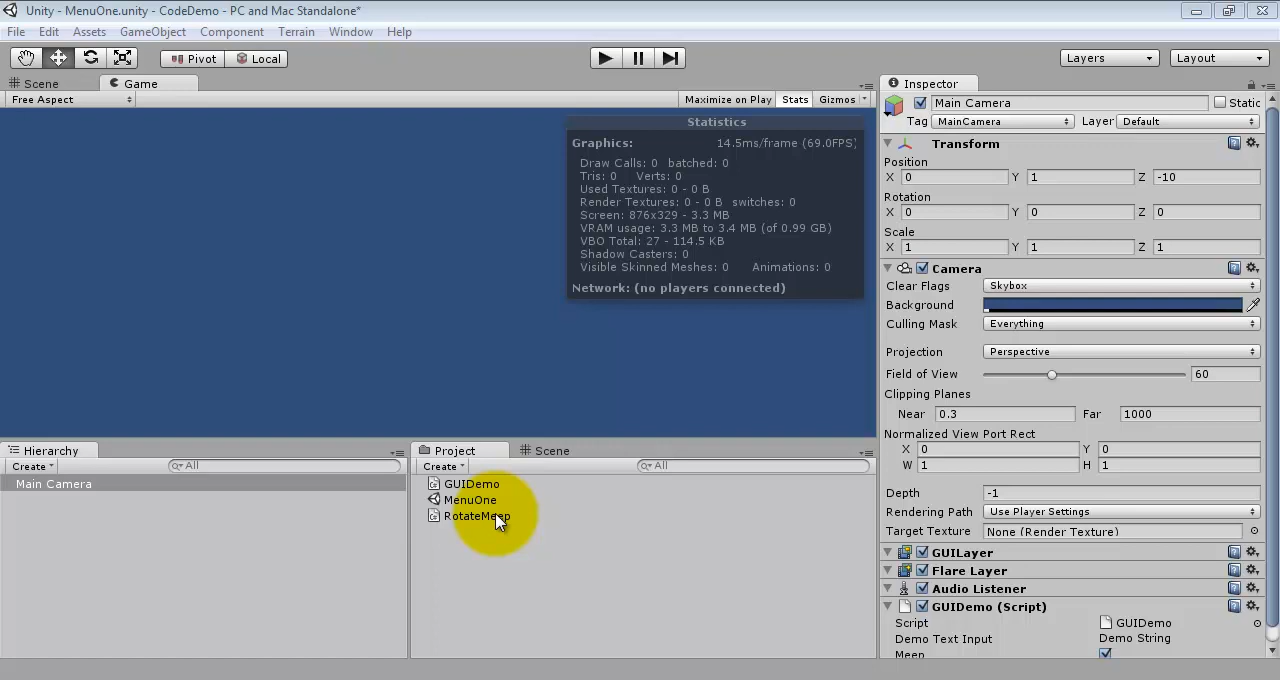 Unity - MenuOne.unity - CodeDemo - PC and Mac Standalone*
File Edit Assets GameObject Component Terrain Window Help
Pivot Local Layers Layout
Scene Game
Free Aspect Maximize on Play Stats Gizmos
Statistics
Graphics: 14.5ms/frame (69.0FPS)
Draw Calls: 0 batched: 0
Tris: 0 Verts: 0
Used Textures: 0 - 0 B
Render Textures: 0 - 0 B switches: 0
Screen: 876x329 - 3.3 MB
VRAM usage: 3.3 MB to 3.4 MB (of 0.99 GB)
VBO Total: 27 - 114.5 KB
Shadow Casters: 0
Visible Skinned Meshes: 0 Animations: 0
Network: (no players connected)
Hierarchy
Create All
Main Camera
Project Scene
Create All
GUIDemo
MenuOne
RotateMeep
Inspector
Main Camera Static
Tag MainCamera Layer Default
Transform
Position
X 0 Y 1 Z -10
Rotation
X 0 Y 0 Z 0
Scale
X 1 Y 1 Z 1
Camera
Clear Flags Skybox
Background
Culling Mask Everything
Projection Perspective
Field of View 60
Clipping Planes
Near 0.3 Far 1000
Normalized View Port Rect
X 0 Y 0
W 1 H 1
Depth -1
Rendering Path Use Player Settings
Target Texture None (Render Texture)
GUILayer
Flare Layer
Audio Listener
GUIDemo (Script)
Script GUIDemo
Demo Text Input Demo String
Meep